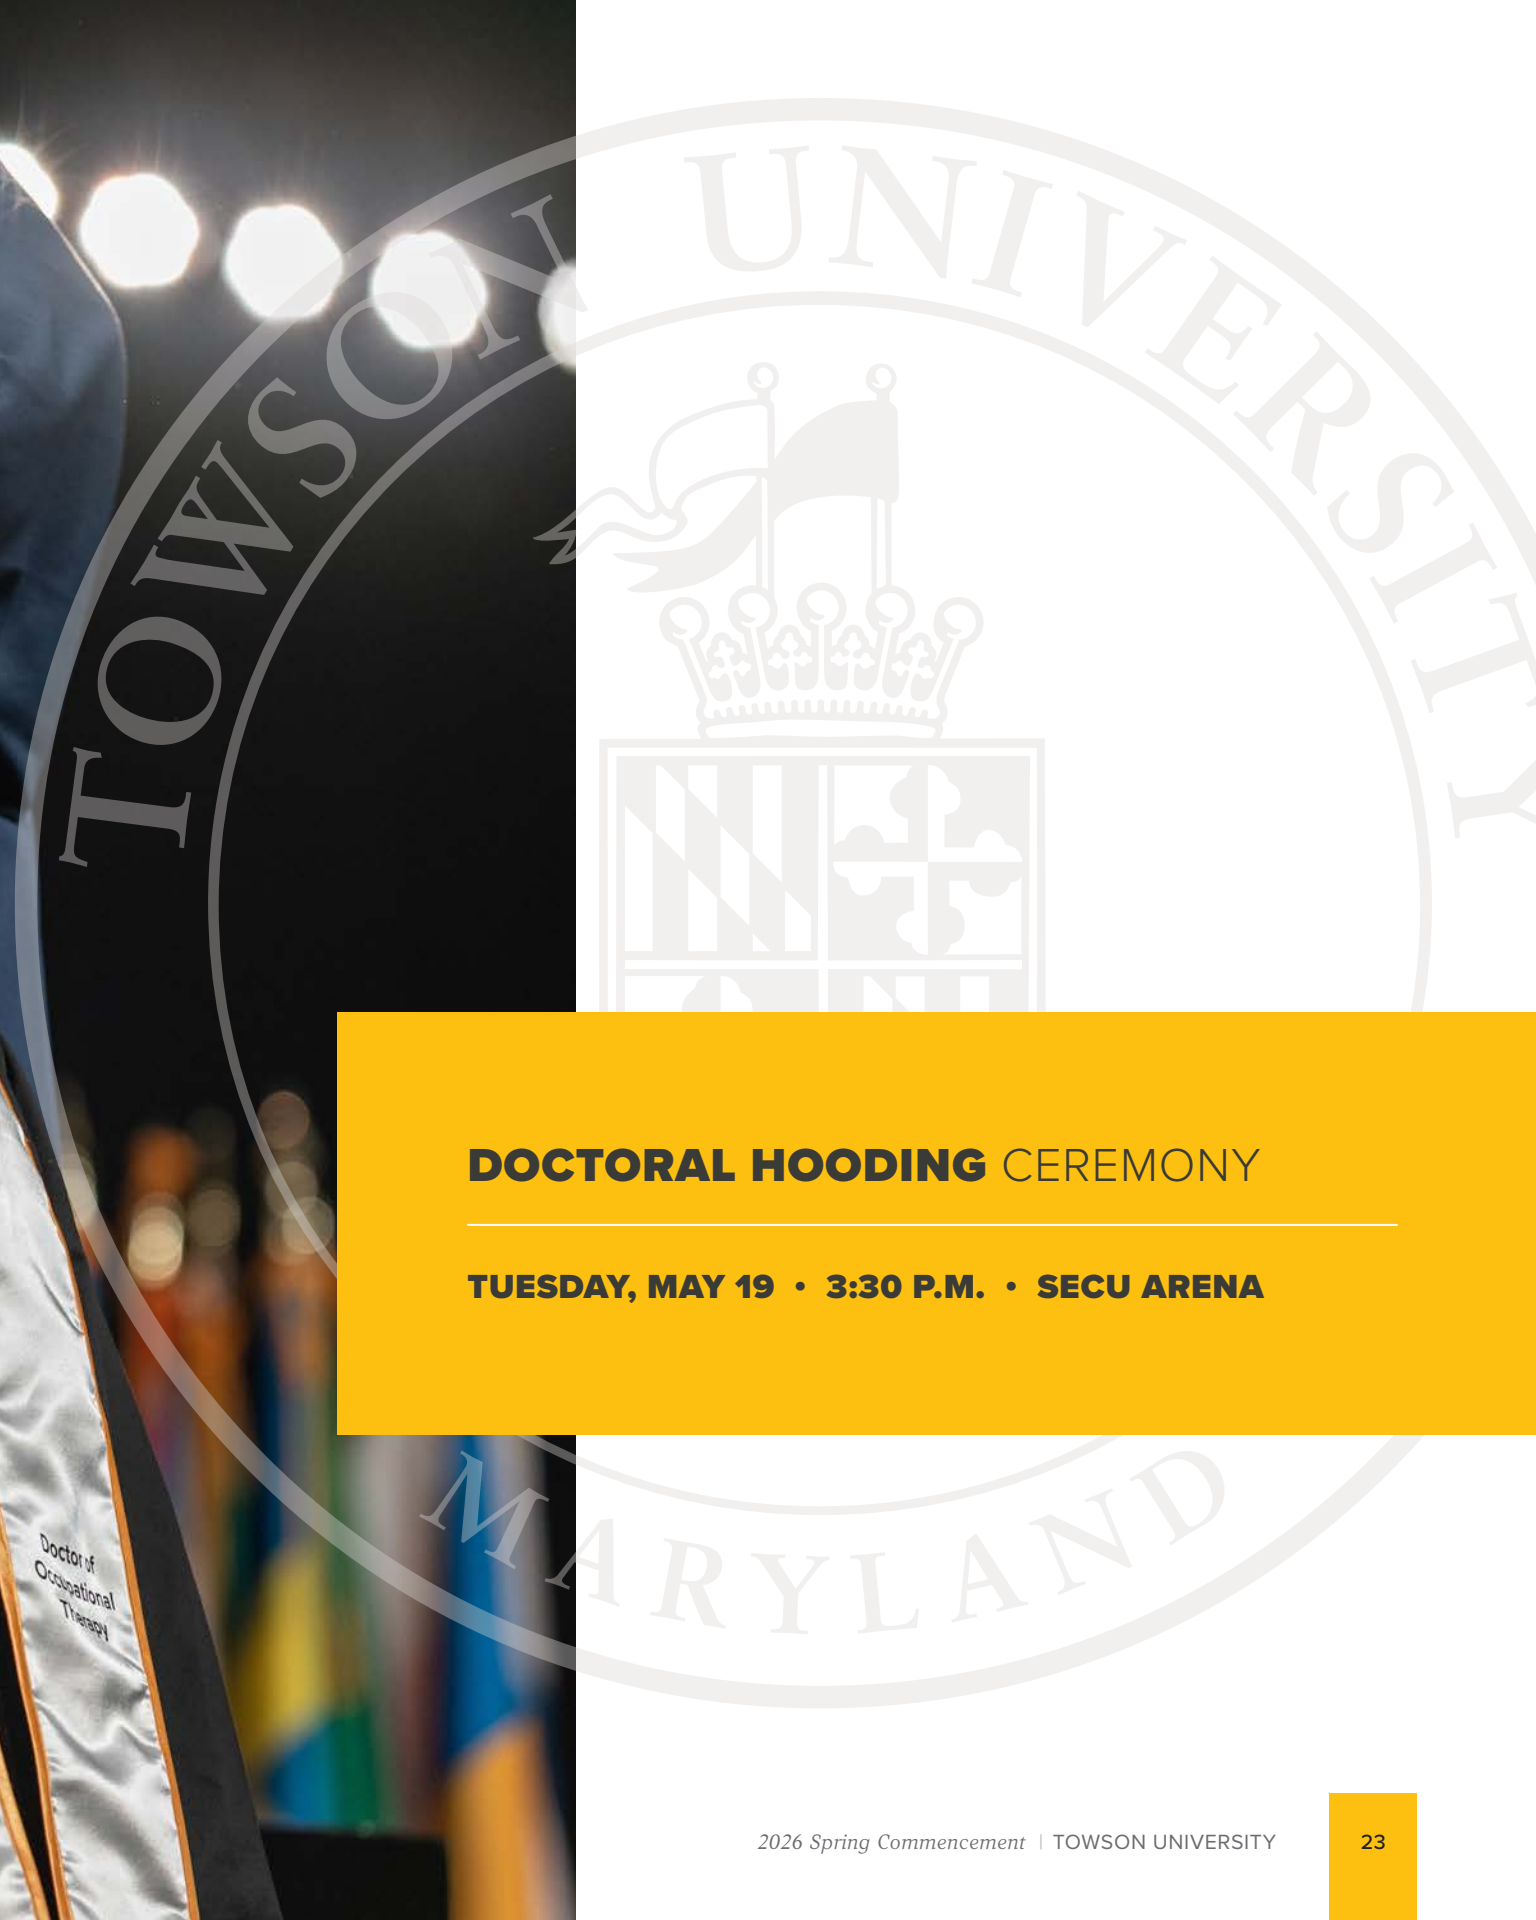 TOWSON UNIVERSITY
DOCTORAL HOODING CEREMONY
TUESDAY, MAY 19 • 3:30 P.M. • SECU ARENA
MARYLAND
Doctor of
Occupational
Therapy
2026 Spring Commencement | TOWSON UNIVERSITY 23